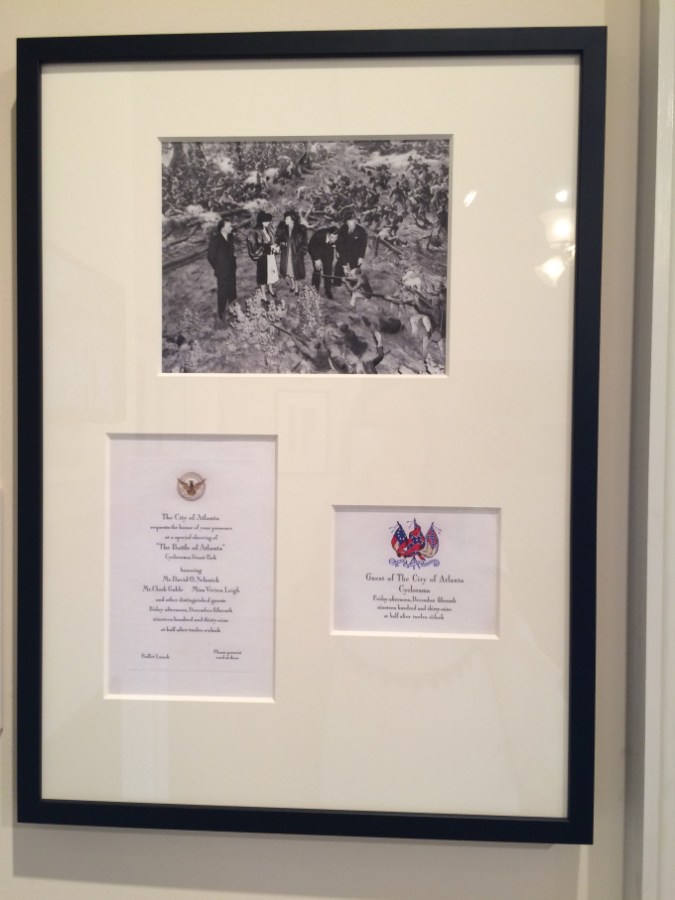 The City of Atlanta
requests the honor of your presence
at a special showing of
"The Battle of Atlanta"
Cyclorama, Grant Park
honoring
Mr. David O. Selznick
Mr. Clark Gable Miss Vivien Leigh
and other distinguished guests
Friday afternoon, December fifteenth
nineteen hundred and thirty-nine
at half after twelve o'clock
Buffet Lunch
Please present
card at door
Guest of The City of Atlanta
Cyclorama
Friday afternoon, December fifteenth
nineteen hundred and thirty-nine
at half after twelve o'clock